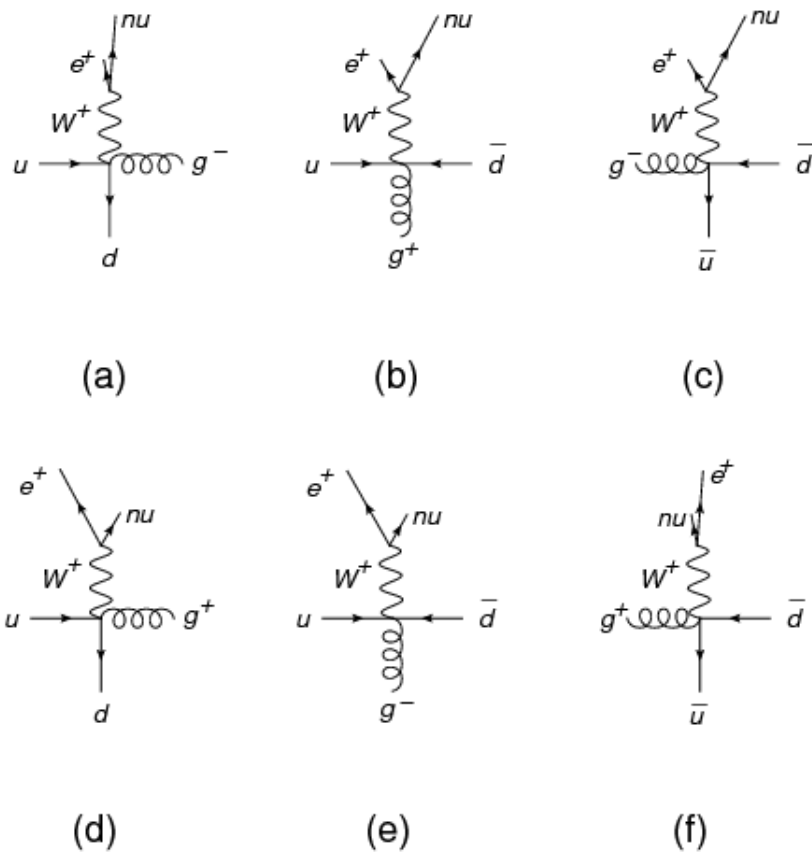 nu nu nu
e+ e+ e+
W+ W+ W+
u g− u d̅ g− d̅
d g+ u̅
(a) (b) (c)
e+ e+ e+
nu nu nu
W+ W+ W+
u g+ u d̅ g+ d̅
d g− u̅
(d) (e) (f)